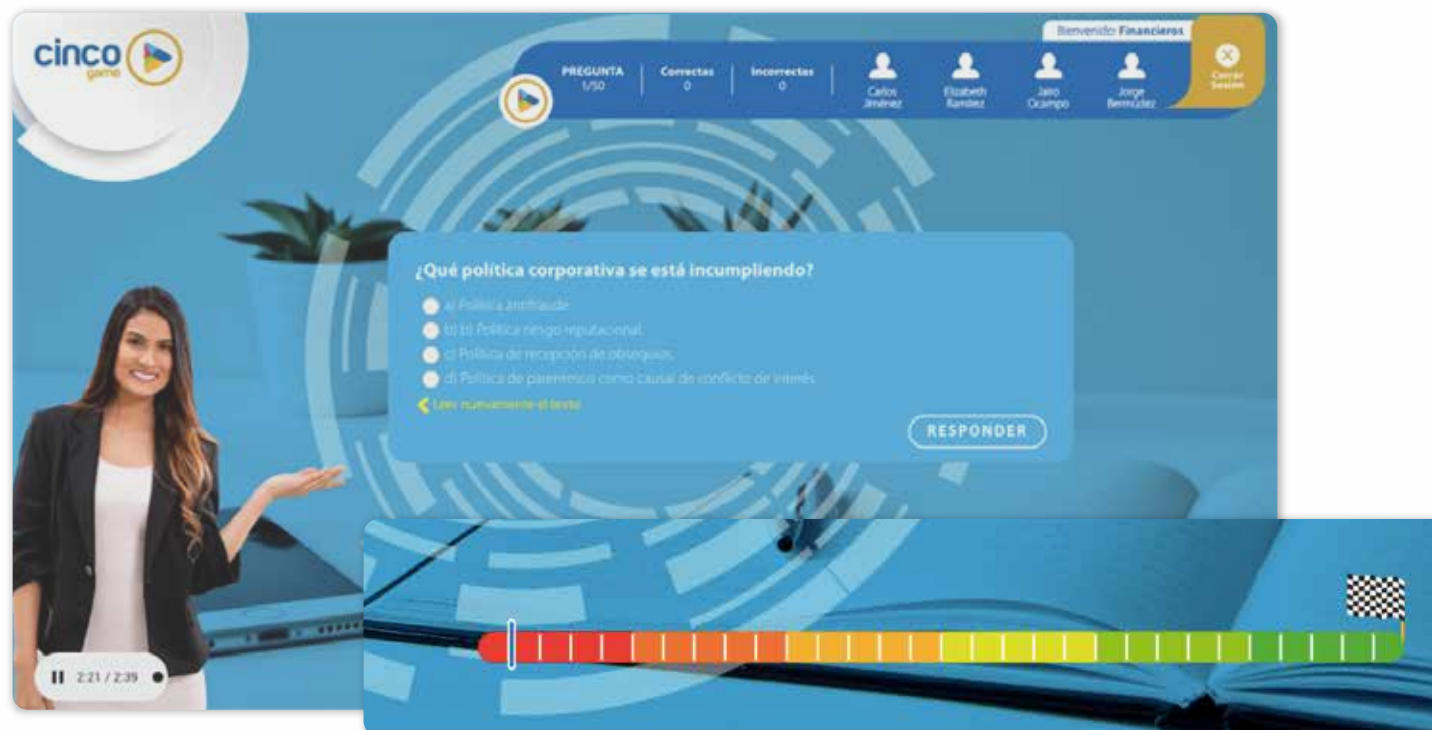 cinco
game
Bienvenido: Financieros
PREGUNTA
1/50
Correctas
0
Incorrectas
0
Carlos
Jiménez
Elizabeth
Ramírez
Jairo
Ocampo
Jorge
Bermúdez
Cerrar
Sesión
¿Qué política corporativa se está incumpliendo?
a) Política antifraude.
b) b) Política riesgo reputacional.
c) Política de recepción de obsequios.
d) Política de parentesco como causal de conflicto de interés.
Leer nuevamente el texto
RESPONDER
2:21 / 2:39